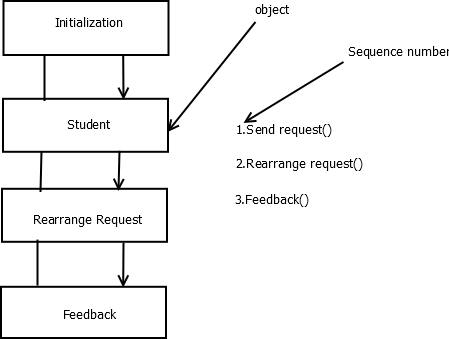 Initialization
object
Sequence number
Student
1.Send request()
2.Rearrange request()
3.Feedback()
Rearrange Request
Feedback